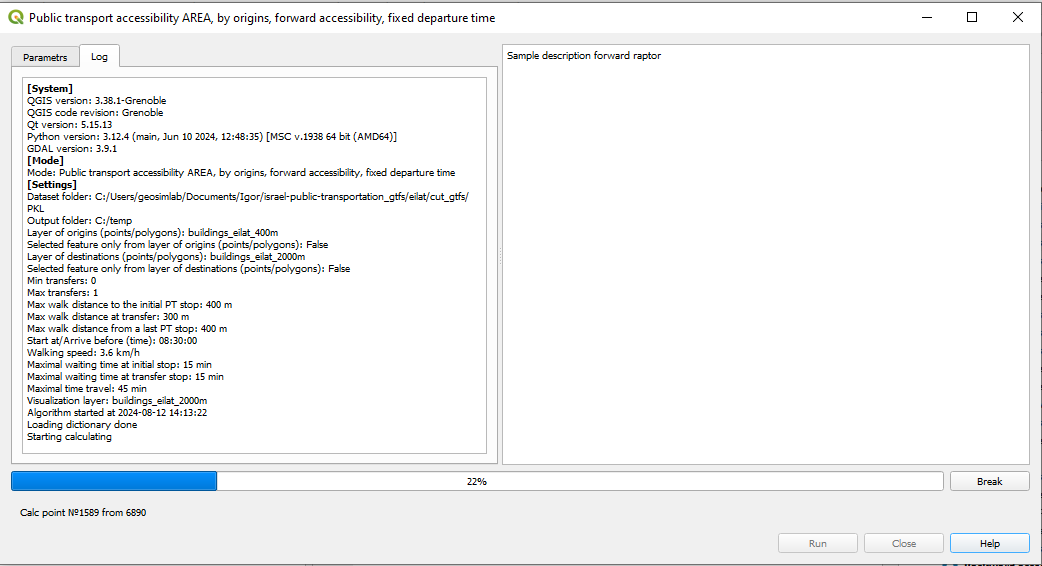 Public transport accessibility AREA, by origins, forward accessibility, fixed departure time
Parametrs
Log
[System]
QGIS version: 3.38.1-Grenoble
QGIS code revision: Grenoble
Qt version: 5.15.13
Python version: 3.12.4 (main, Jun 10 2024, 12:48:35) [MSC v.1938 64 bit (AMD64)]
GDAL version: 3.9.1
[Mode]
Mode: Public transport accessibility AREA, by origins, forward accessibility, fixed departure time
[Settings]
Dataset folder: C:/Users/geosimlab/Documents/Igor/israel-public-transportation_gtfs/eilat/cut_gtfs/
PKL
Output folder: C:/temp
Layer of origins (points/polygons): buildings_eilat_400m
Selected feature only from layer of origins (points/polygons): False
Layer of destinations (points/polygons): buildings_eilat_2000m
Selected feature only from layer of destinations (points/polygons): False
Min transfers: 0
Max transfers: 1
Max walk distance to the initial PT stop: 400 m
Max walk distance at transfer: 300 m
Max walk distance from a last PT stop: 400 m
Start at/Arrive before (time): 08:30:00
Walking speed: 3.6 km/h
Maximal waiting time at initial stop: 15 min
Maximal waiting time at transfer stop: 15 min
Maximal time travel: 45 min
Visualization layer: buildings_eilat_2000m
Algorithm started at 2024-08-12 14:13:22
Loading dictionary done
Starting calculating
Sample description forward raptor
22%
Break
Calc point №1589 from 6890
Run
Close
Help